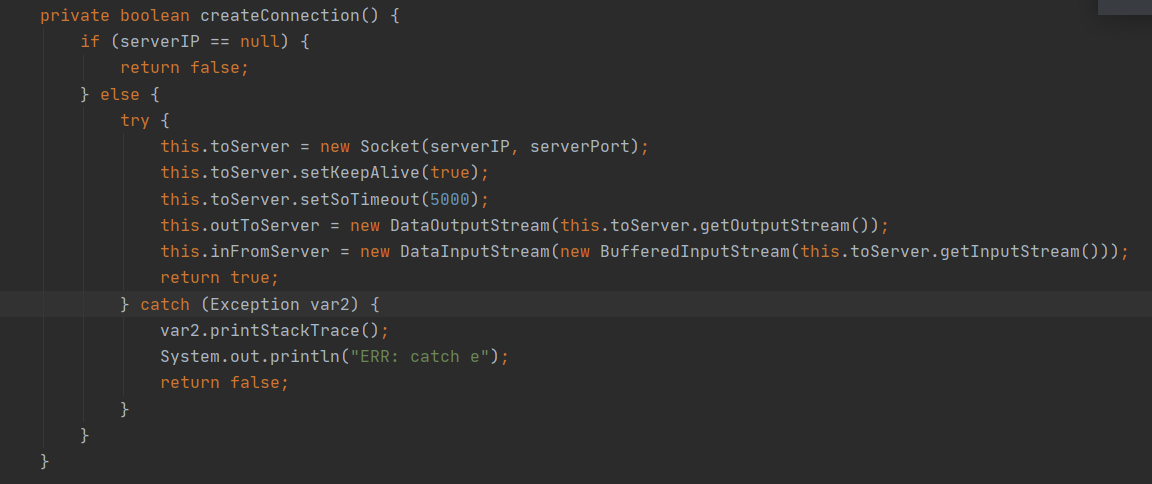 private boolean createConnection() {
    if (serverIP == null) {
        return false;
    } else {
        try {
            this.toServer = new Socket(serverIP, serverPort);
            this.toServer.setKeepAlive(true);
            this.toServer.setSoTimeout(5000);
            this.outToServer = new DataOutputStream(this.toServer.getOutputStream());
            this.inFromServer = new DataInputStream(new BufferedInputStream(this.toServer.getInputStream()));
            return true;
        } catch (Exception var2) {
            var2.printStackTrace();
            System.out.println("ERR: catch e");
            return false;
        }
    }
}